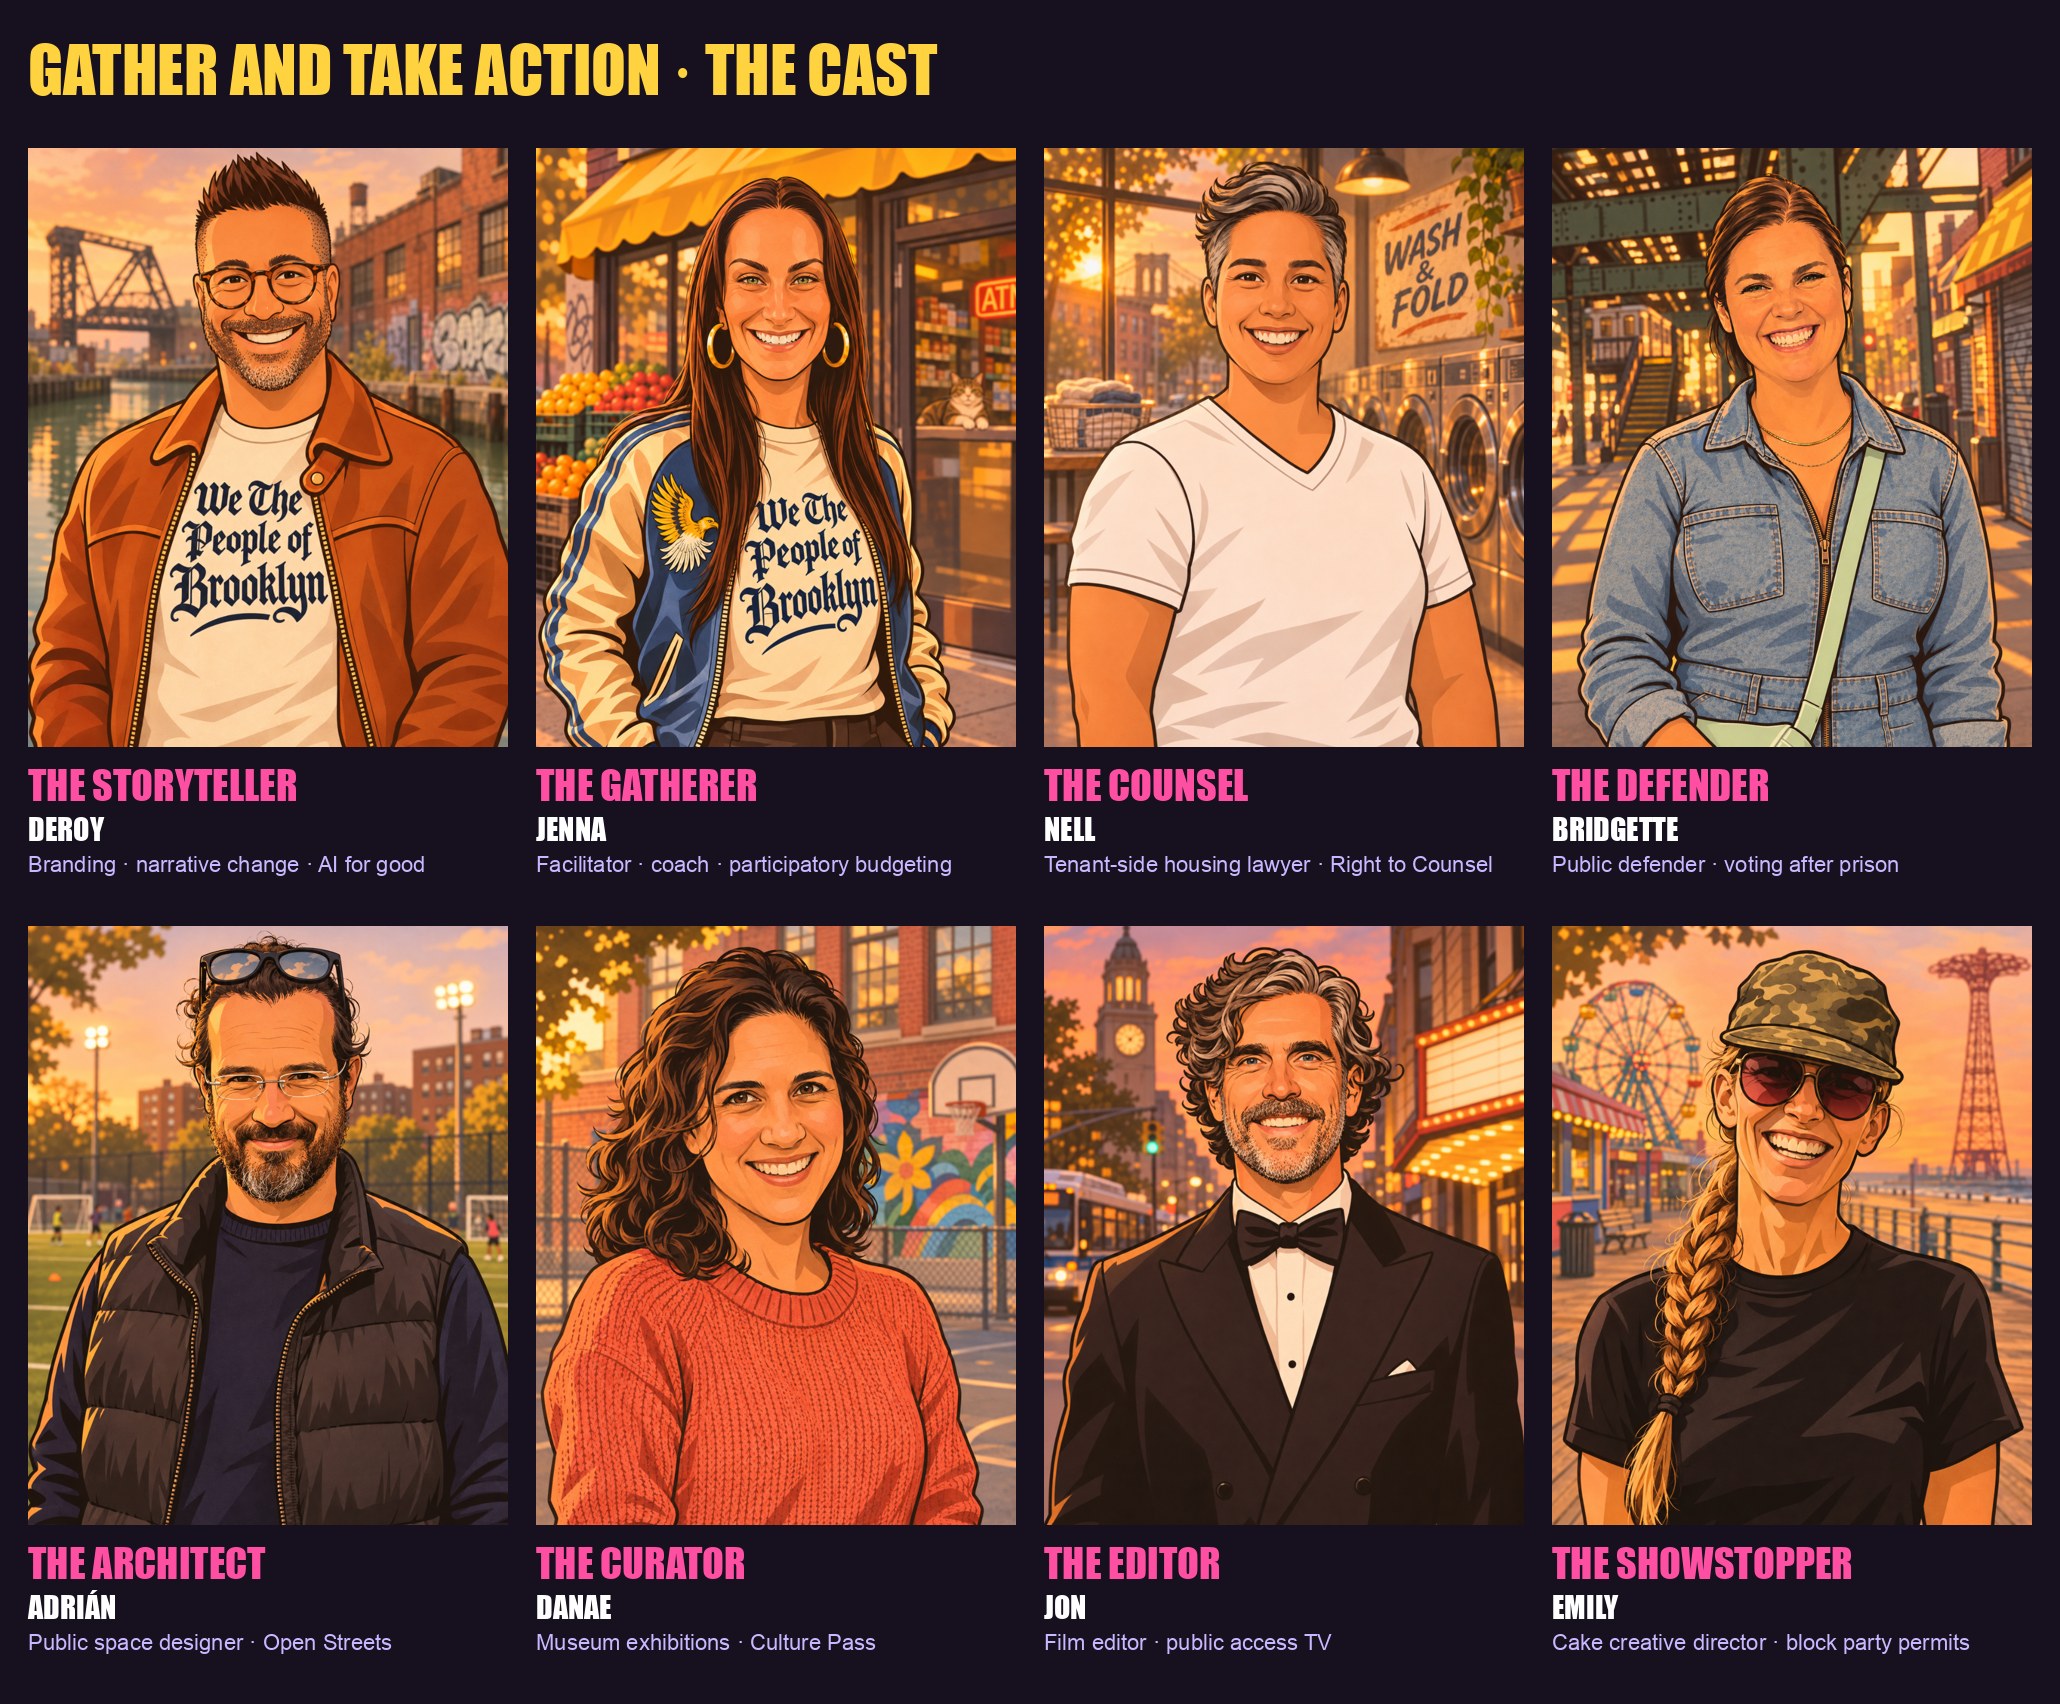 GATHER AND TAKE ACTION · THE CAST
We The
People of
Brooklyn
THE STORYTELLER
DEROY
Branding · narrative change · AI for good
ATM
We The
People of
Brooklyn
THE GATHERER
JENNA
Facilitator · coach · participatory budgeting
WASH
&
FOLD
THE COUNSEL
NELL
Tenant-side housing lawyer · Right to Counsel
THE DEFENDER
BRIDGETTE
Public defender · voting after prison
THE ARCHITECT
ADRIÁN
Public space designer · Open Streets
THE CURATOR
DANAE
Museum exhibitions · Culture Pass
THE EDITOR
JON
Film editor · public access TV
THE SHOWSTOPPER
EMILY
Cake creative director · block party permits